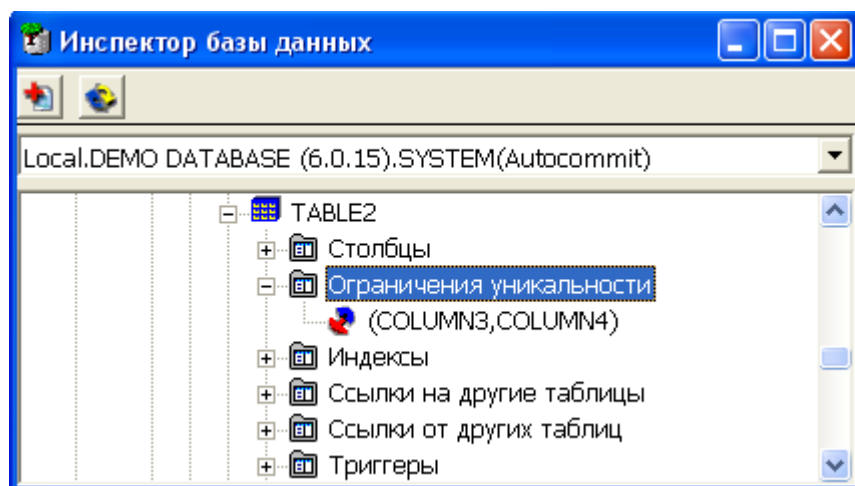 Инспектор базы данных
Local.DEMO DATABASE (6.0.15).SYSTEM(Autocommit)
TABLE2
Столбцы
Ограничения уникальности
(COLUMN3,COLUMN4)
Индексы
Ссылки на другие таблицы
Ссылки от других таблиц
Триггеры